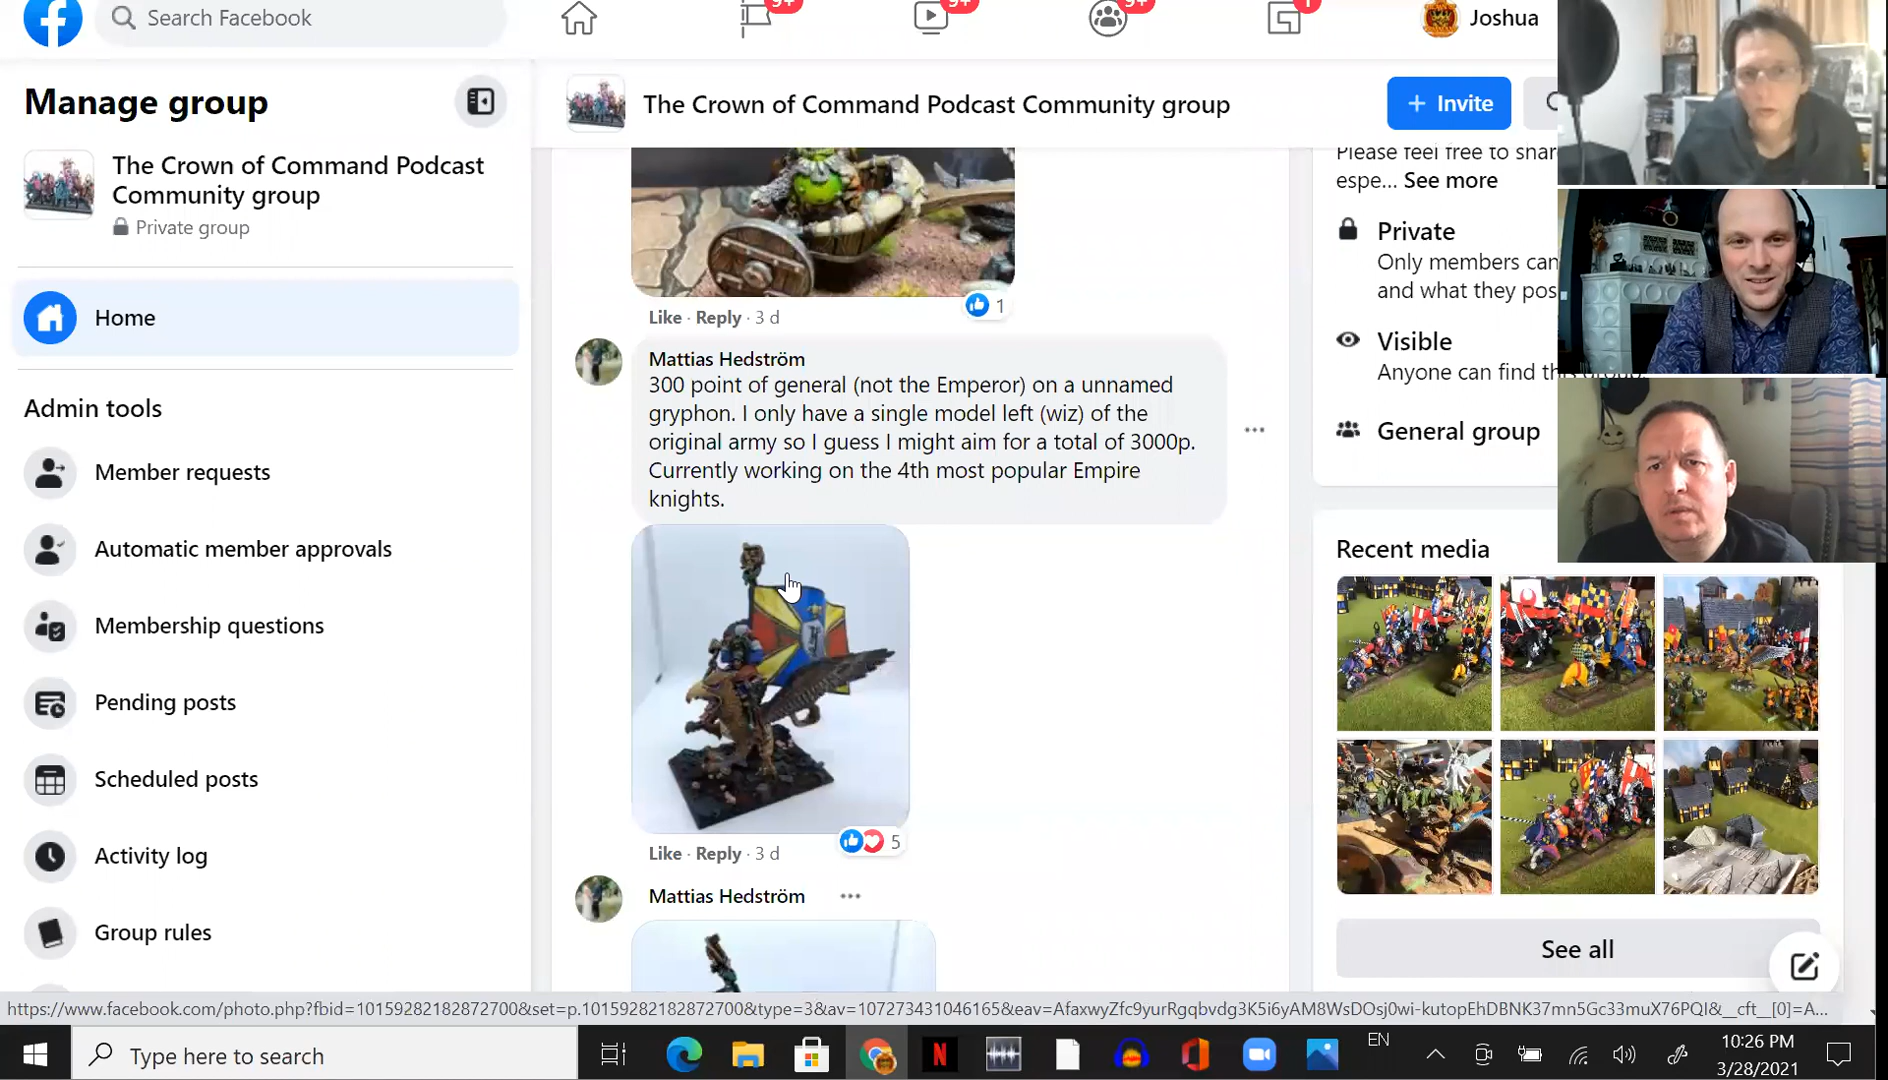 Search Facebook
9+
9+
9+
1
Joshua
Manage group
The Crown of Command Podcast
Community group
Private group
Home
Admin tools
Member requests
Automatic member approvals
Membership questions
Pending posts
Scheduled posts
Activity log
Group rules
The Crown of Command Podcast Community group
+ Invite
Like · Reply · 3 d
1
Mattias Hedström
300 point of general (not the Emperor) on a unnamed
gryphon. I only have a single model left (wiz) of the
original army so I guess I might aim for a total of 3000p.
Currently working on the 4th most popular Empire
knights.
Like · Reply · 3 d
5
Mattias Hedström
Please feel free to shar
espe... See more
Private
Only members can
and what they pos
Visible
Anyone can find th
General group
Recent media
See all
https://www.facebook.com/photo.php?fbid=10159282182872700&set=p.10159282182872700&type=3&av=107273431046165&eav=AfaxwyZfc9yurRgqbvdg3K5i6yAM8WsDOsj0wi-kutopEhDBNK37mn5Gc33muX76PQI&__cft__[0]=A...
Type here to search
N
EN
10:26 PM
3/28/2021